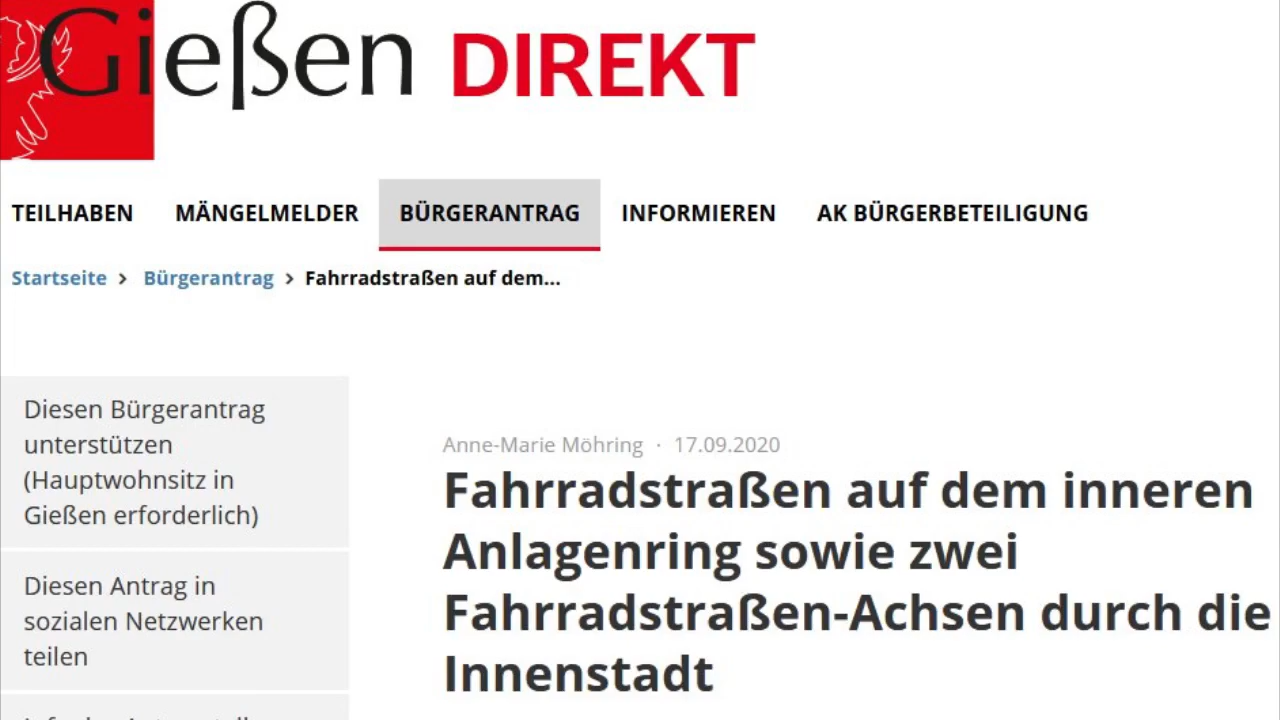 Gießen DIREKT
TEILHABEN MÄNGELMELDER BÜRGERANTRAG INFORMIEREN AK BÜRGERBETEILIGUNG
Startseite > Bürgerantrag > Fahrradstraßen auf dem...
Diesen Bürgerantrag
unterstützen
(Hauptwohnsitz in
Gießen erforderlich)
Diesen Antrag in
sozialen Netzwerken
teilen
Anne-Marie Möhring · 17.09.2020
Fahrradstraßen auf dem inneren
Anlagenring sowie zwei
Fahrradstraßen-Achsen durch die
Innenstadt